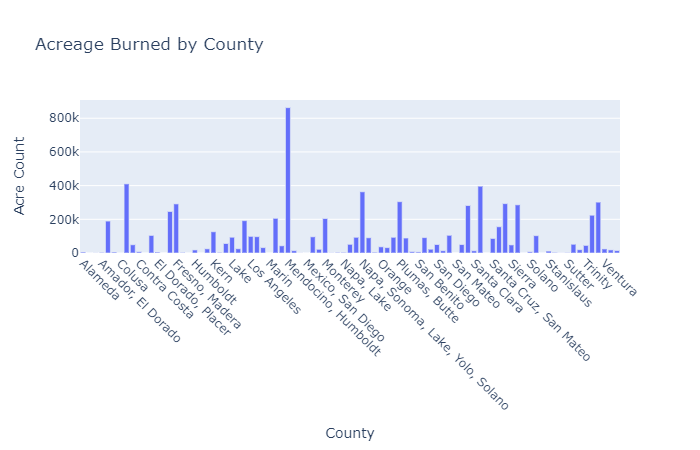 Acreage Burned by County
Acre Count
800k
600k
400k
200k
0
Alameda
Amador, El Dorado
Colusa
Contra Costa
El Dorado, Placer
Fresno, Madera
Humboldt
Kern
Lake
Los Angeles
Marin
Mendocino, Humboldt
Mexico, San Diego
Monterey
Napa, Lake
Napa, Sonoma, Lake, Yolo, Solano
Orange
Plumas, Butte
San Benito
San Diego
San Mateo
Santa Clara
Santa Cruz, San Mateo
Sierra
Solano
Stanislaus
Sutter
Trinity
Ventura
County